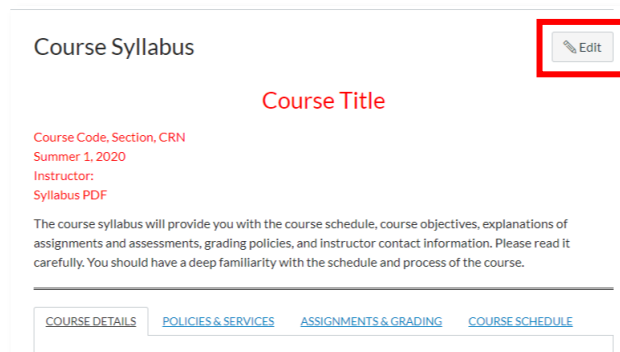 Course Syllabus
Edit
Course Title
Course Code, Section, CRN
Summer 1, 2020
Instructor:
Syllabus PDF
The course syllabus will provide you with the course schedule, course objectives, explanations of
assignments and assessments, grading policies, and instructor contact information. Please read it
carefully. You should have a deep familiarity with the schedule and process of the course.
COURSE DETAILS POLICIES & SERVICES ASSIGNMENTS & GRADING COURSE SCHEDULE